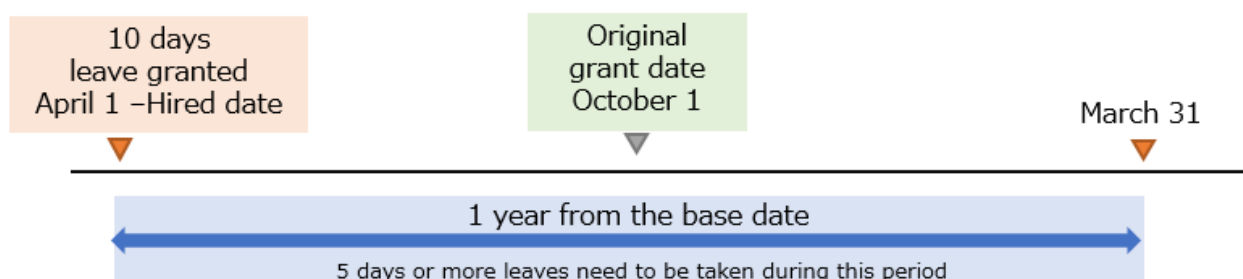 10 days
leave granted
April 1 –Hired date
Original
grant date
October 1
March 31
1 year from the base date
5 days or more leaves need to be taken during this period